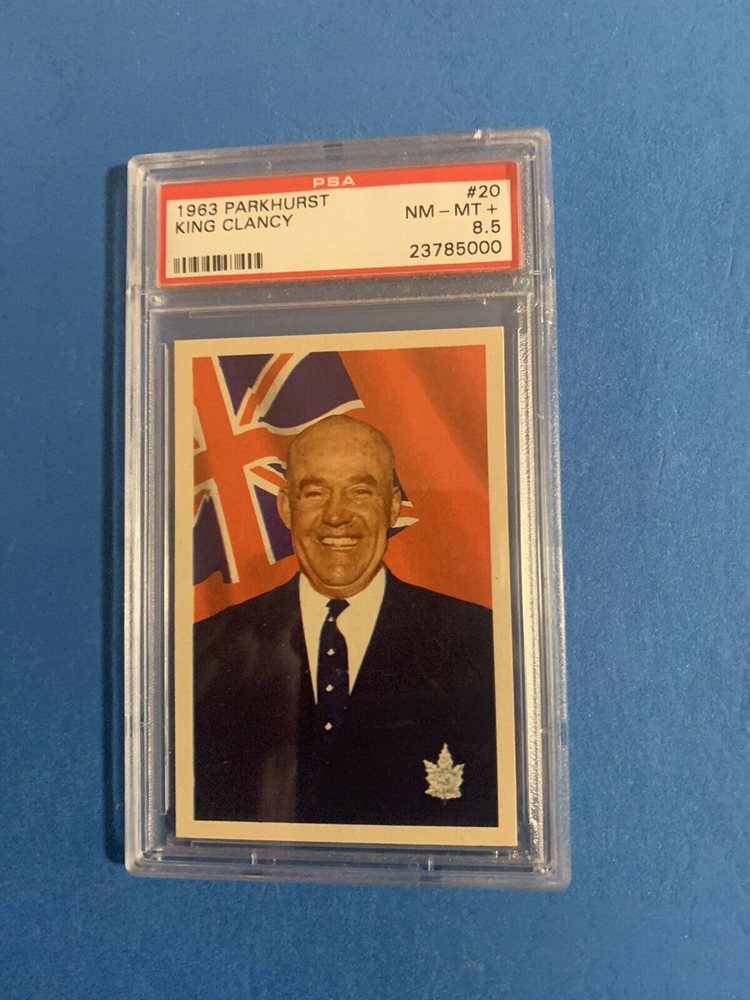 PSA
1963 PARKHURST #20
KING CLANCY NM - MT +
8.5
23785000